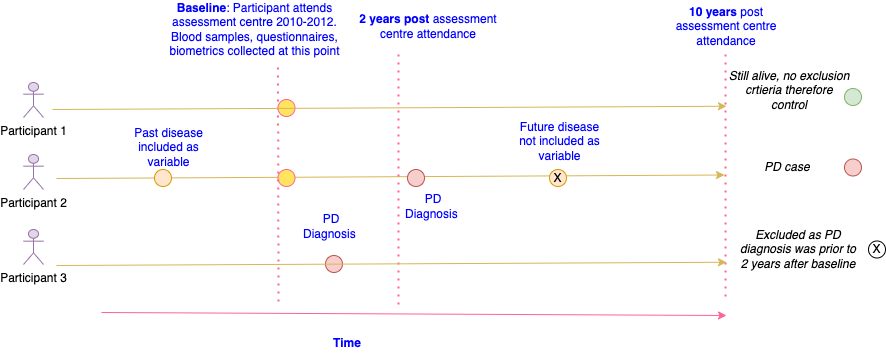 Baseline: Participant attends
assessment centre 2010-2012.
Blood samples, questionnaires,
biometrics collected at this point
2 years post assessment
centre attendance
10 years post
assessment centre
attendance
Still alive, no exclusion
crtieria therefore
control
Participant 1
Past disease
included as
variable
Future disease
not included as
variable
X
PD case
Participant 2
PD
Diagnosis
PD
Diagnosis
Excluded as PD
diagnosis was prior to
2 years after baseline
X
Participant 3
Time